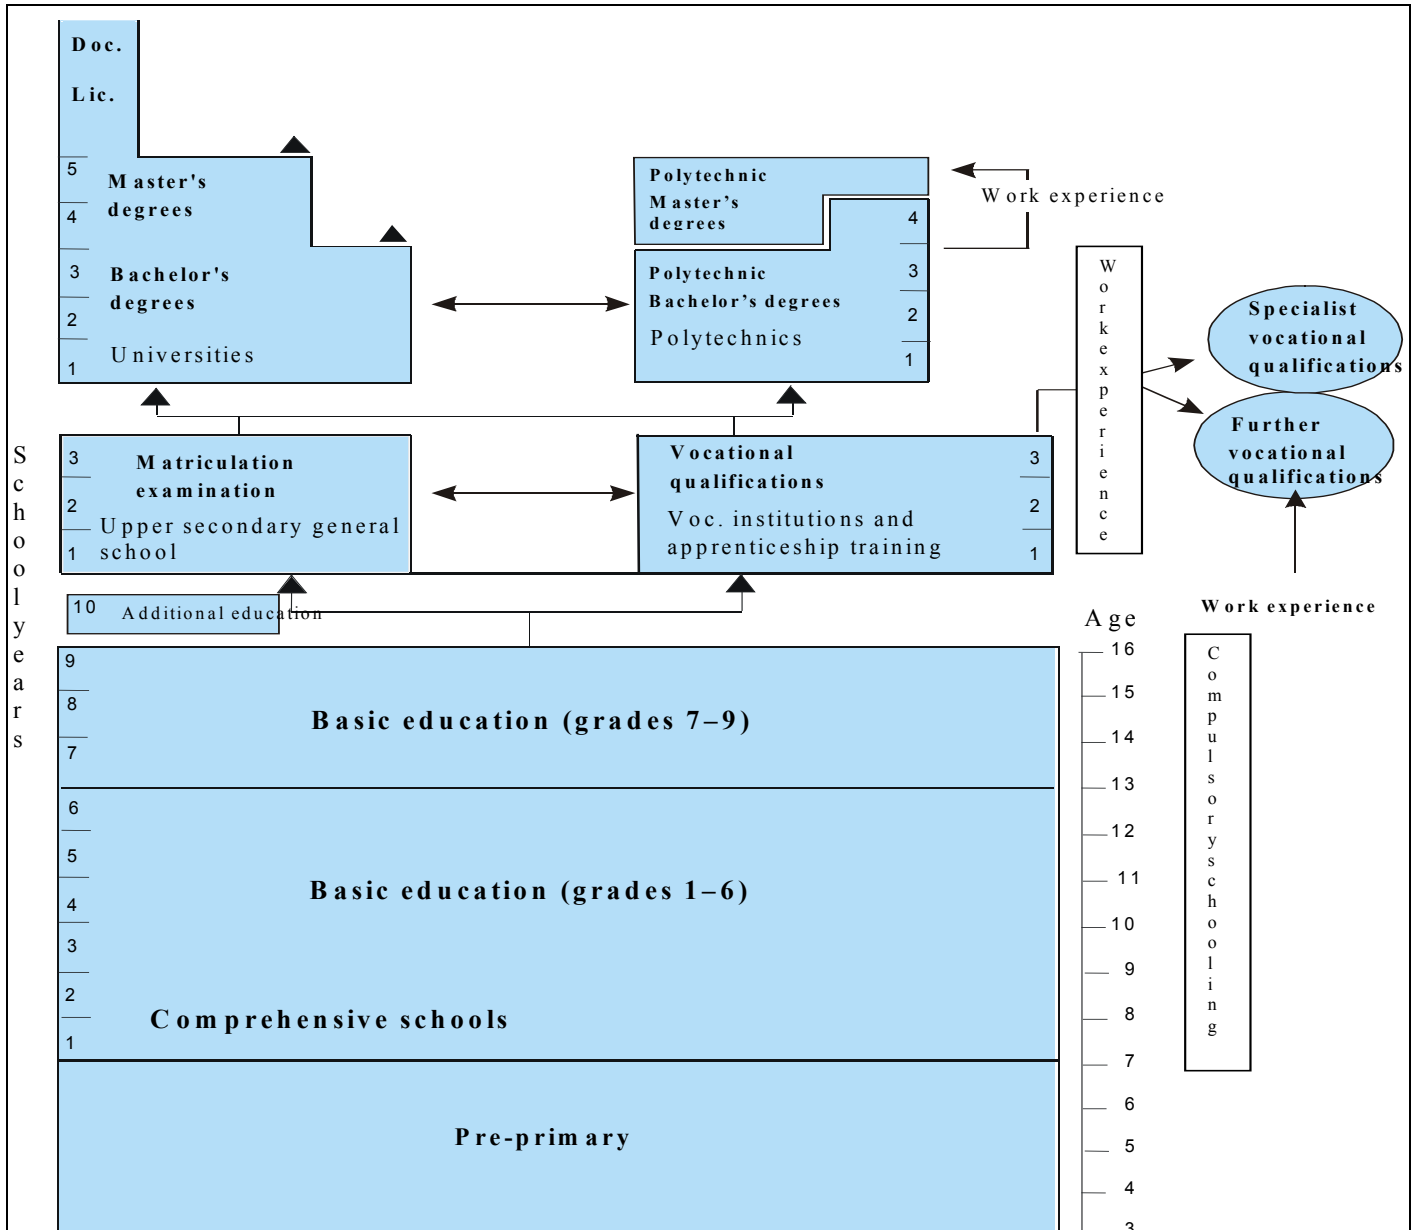 Doc.
Lic.
5
Master's
degrees
4
3
Bachelor's
degrees
2
Universities
1
Polytechnic
Master's
degrees
4
Polytechnic
3
Bachelor's degrees
2
Polytechnics
1
Work experience
Work experience
Specialist
vocational
qualifications
Further
vocational
qualifications
Work experience
School years
3
Matriculation
examination
2
Upper secondary general
1
school
Vocational
3
qualifications
2
Voc. institutions and
apprenticeship training
1
10
Additional education
Age
9
8
Basic education (grades 7–9)
7
6
5
Basic education (grades 1–6)
4
3
2
Comprehensive schools
1
Pre-primary
16
15
14
13
12
11
10
9
8
7
6
5
4
3
Compulsory schooling